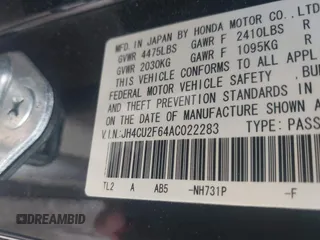 MFD. IN JAPAN BY HONDA MOTOR CO., LTD
GVWR 4475LBS GAWR F 2410LBS R
GVWR 2030KG GAWR F 1095KG R
THIS VEHICLE CONFORMS TO ALL APPL
FEDERAL MOTOR VEHICLE SAFETY, BUM
AND THEFT PREVENTION STANDARDS IN
ON THE DATE OF MANUFACTURE SHOWN
V.I.N.:JH4CU2F64AC022283 TYPE: PASS
TL2 A AB5 -NH731P -F
DREAMBID